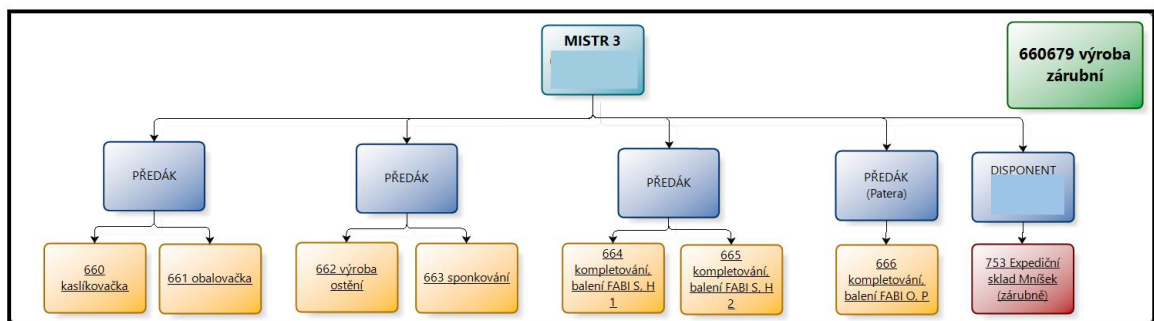 MISTR 3
660679 výroba
zárubní
PŘEDÁK
PŘEDÁK
PŘEDÁK
PŘEDÁK
(Patera)
DISPONENT
660
kaslíkovačka
661 obalovačka
662 výroba
ostění
663 sponkování
664
kompletování,
balení FABI S, H
1
665
kompletování,
balení FABI S, H
2
666
kompletování,
balení FABI O, P
753 Expediční
sklad Mníšek
(zárubně)